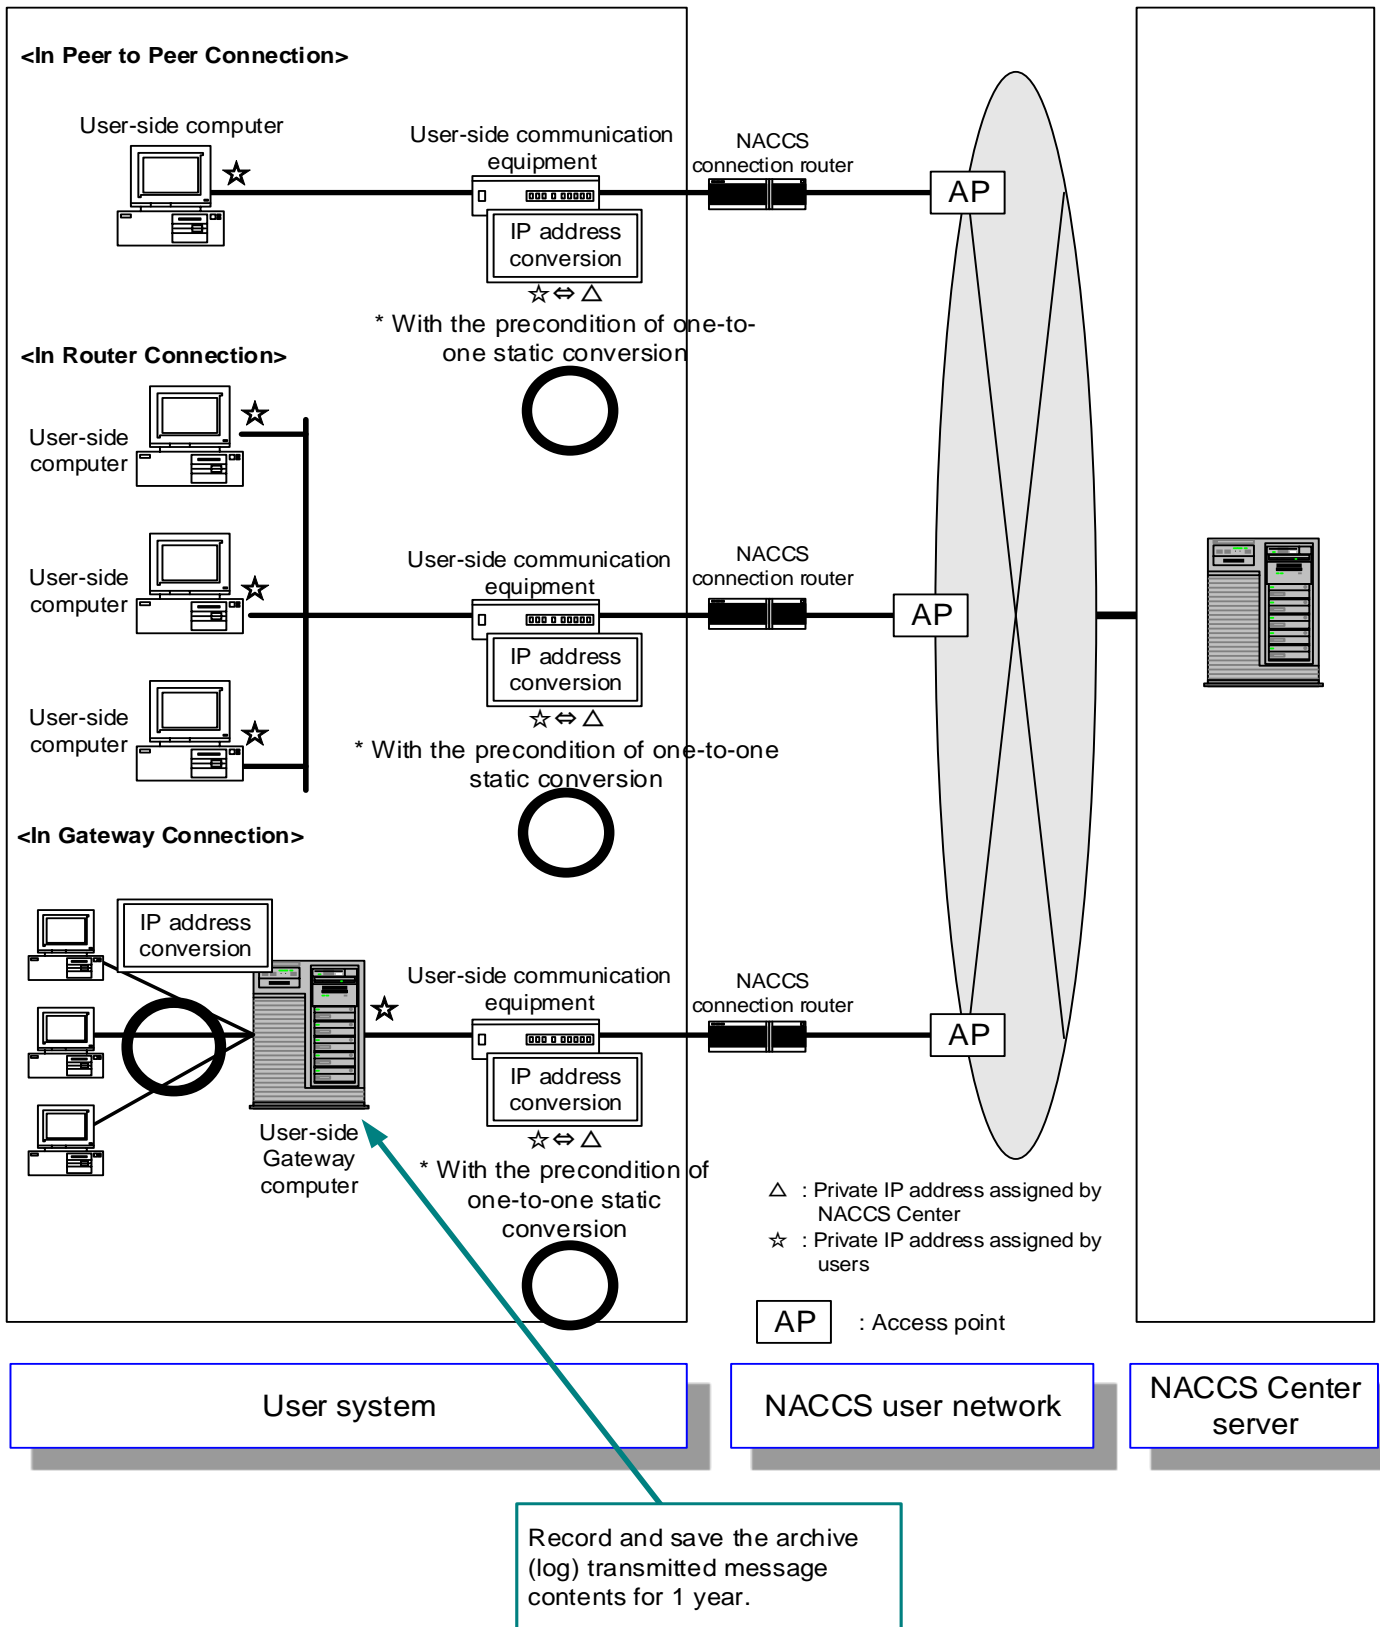 <In Peer to Peer Connection>
User-side computer
User-side communication
equipment
NACCS
connection router
AP
IP address
conversion
☆⇔△
* With the precondition of one-to-
one static conversion
<In Router Connection>
User-side
computer
User-side
computer
User-side
computer
User-side communication
equipment
NACCS
connection router
AP
IP address
conversion
☆⇔△
* With the precondition of one-to-one
static conversion
<In Gateway Connection>
IP address
conversion
User-side
Gateway
computer
User-side communication
equipment
NACCS
connection router
AP
IP address
conversion
☆⇔△
* With the precondition of
one-to-one static
conversion
△ : Private IP address assigned by
NACCS Center
☆ : Private IP address assigned by
users
AP : Access point
User system
NACCS user network
NACCS Center
server
Record and save the archive
(log) transmitted message
contents for 1 year.